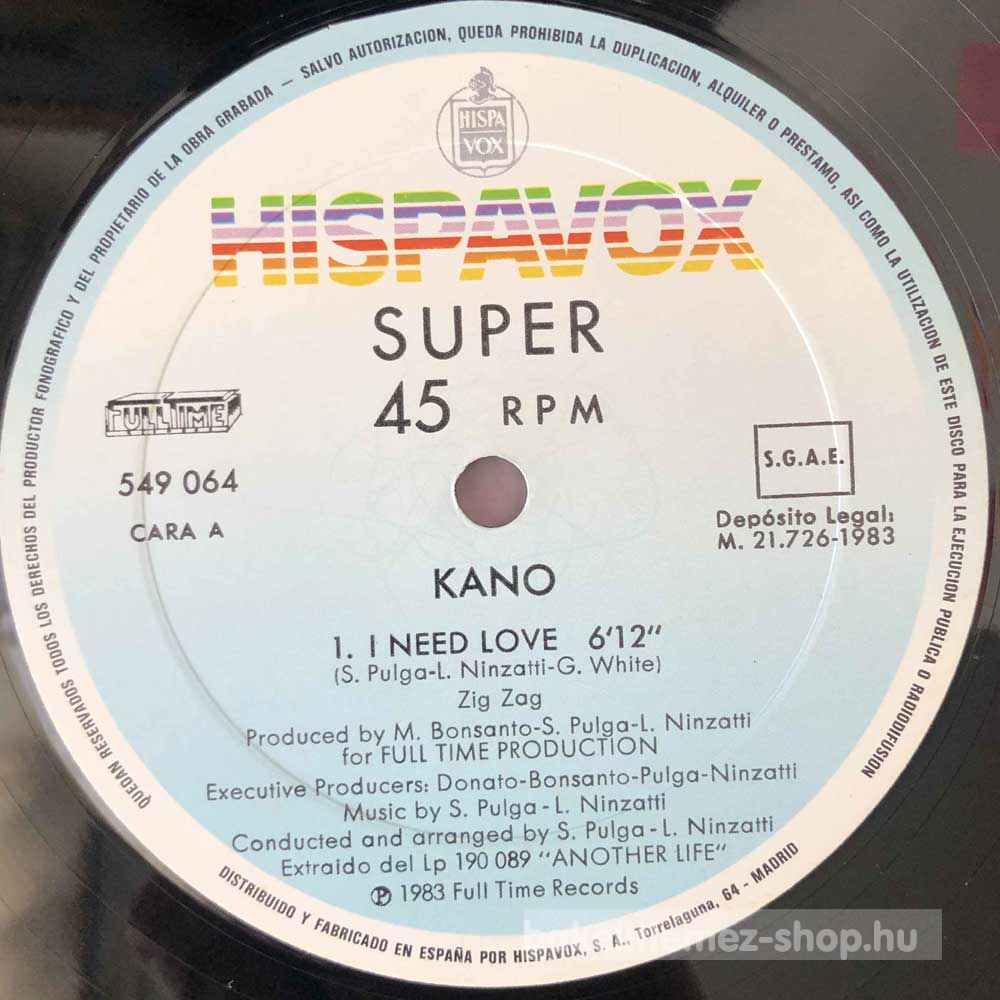 QUEDAN RESERVADOS TODOS LOS DERECHOS DEL PRODUCTOR FONOGRAFICO Y DEL PROPIETARIO DE LA OBRA GRABADA — SALVO AUTORIZACION, QUEDA PROHIBIDA LA DUPLICACION, ALQUILER O PRESTAMO, ASI COMO LA UTILIZACION DE ESTE DISCO PARA LA EJECUCION PUBLICA O RADIODIFUSION
HISPA
VOX
HISPAVOX
SUPER
45 RPM
FULLTIME
549 064
CARA A
S.G.A.E.
Depósito Legal:
M. 21.726-1983
KANO
1. I NEED LOVE 6'12"
(S. Pulga-L. Ninzatti-G. White)
Zig Zag
Produced by M. Bonsanto-S. Pulga-L. Ninzatti
for FULL TIME PRODUCTION
Executive Producers: Donato-Bonsanto-Pulga-Ninzatti
Music by S. Pulga - L. Ninzatti
Conducted and arranged by S. Pulga - L. Ninzatti
Extraido del Lp 190 089 "ANOTHER LIFE"
℗ 1983 Full Time Records
DISTRIBUIDO Y FABRICADO EN ESPAÑA POR HISPAVOX, S. A., Torrelaguna, 64 - MADRID